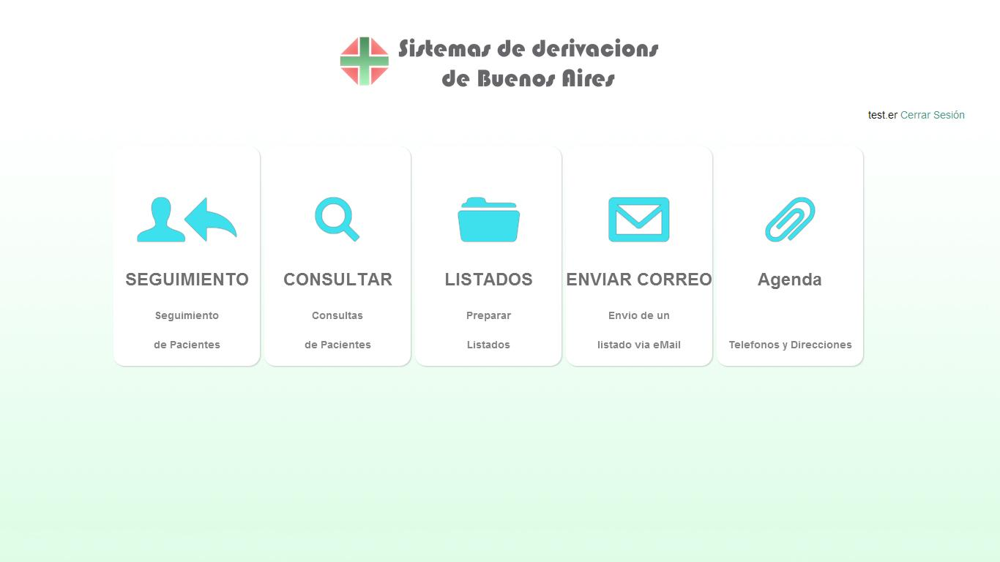 Sistemas de derivacions
de Buenos Aires
test.er Cerrar Sesión
SEGUIMIENTO
Seguimiento
de Pacientes
CONSULTAR
Consultas
de Pacientes
LISTADOS
Preparar
Listados
ENVIAR CORREO
Envio de un
listado via eMail
Agenda
Telefonos y Direcciones